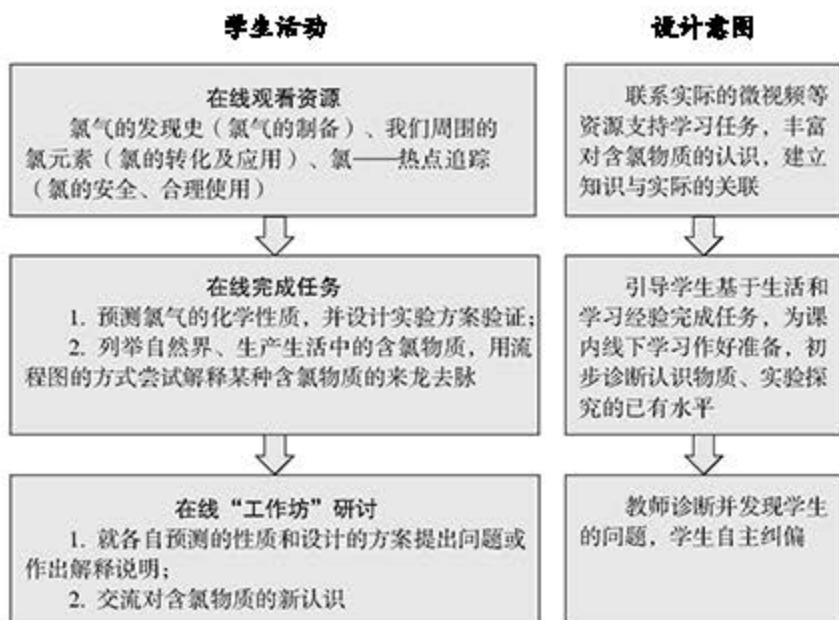 学生活动
设计意图
在线观看资源
氯气的发现史（氯气的制备）、我们周围的
氯元素（氯的转化及应用）、氯——热点追踪
（氯的安全、合理使用）
联系实际的微视频等
资源支持学习任务，丰富
对含氯物质的认识，建立
知识与实际的关联
在线完成任务
1. 预测氯气的化学性质，并设计实验方案验证；
2. 列举自然界、生产生活中的含氯物质，用流
程图的方式尝试解释某种含氯物质的来龙去脉
引导学生基于生活和
学习经验完成任务，为课
内线下学习作好准备，初
步诊断认识物质、实验探
究的已有水平
在线“工作坊”研讨
1. 就各自预测的性质和设计的方案提出问题或
作出解释说明；
2. 交流对含氯物质的新认识
教师诊断并发现学生
的问题，学生自主纠偏